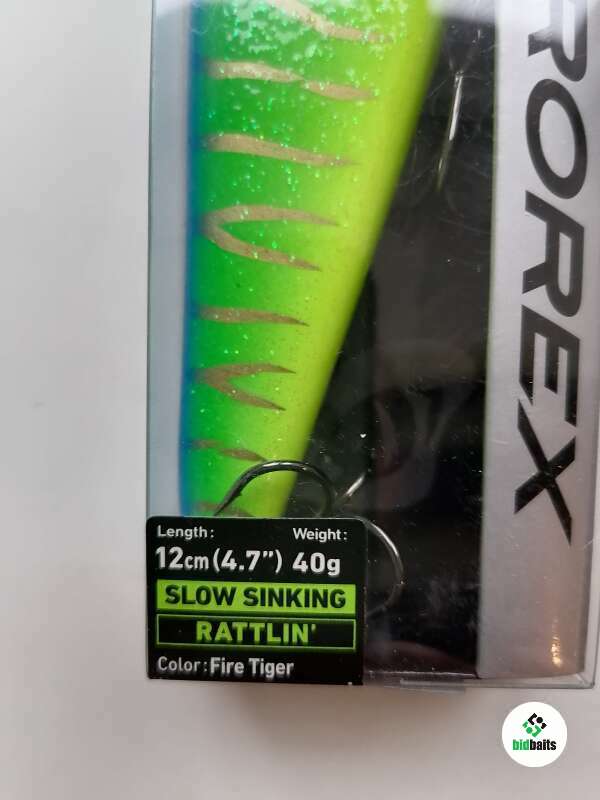 ROREX
Length: Weight:
12cm (4.7") 40g
SLOW SINKING
RATTLIN'
Color: Fire Tiger
bidbaits